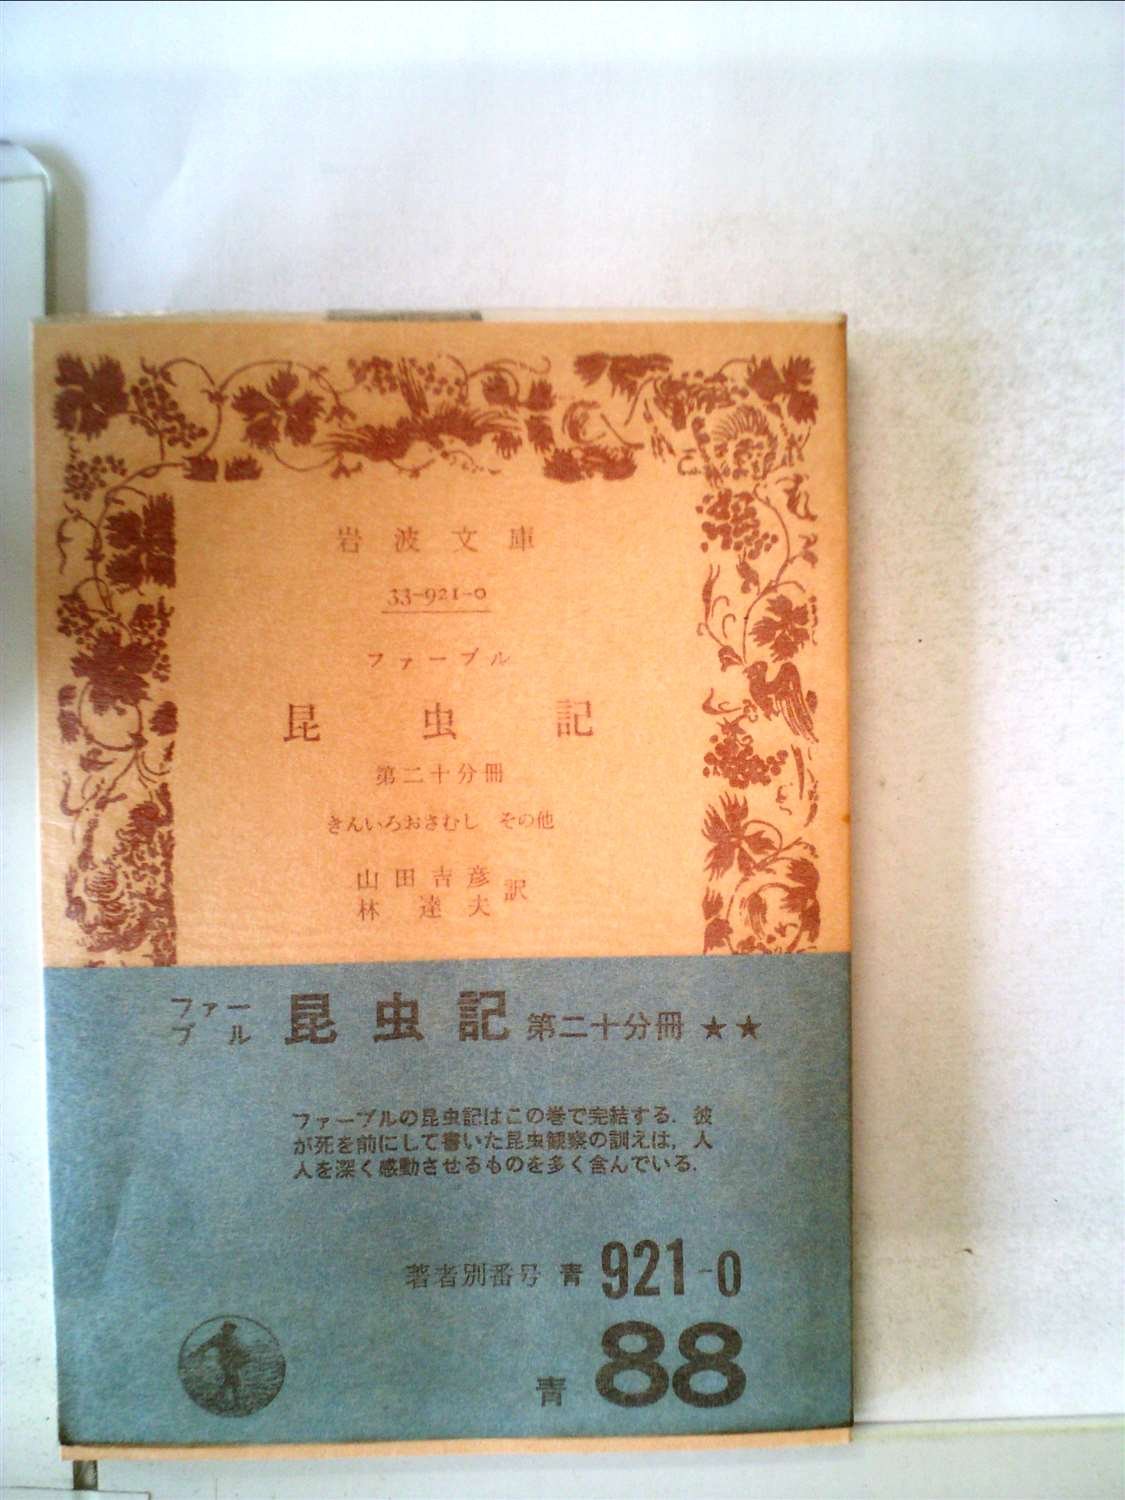 岩波文庫
33-921-0
ファーブル
昆虫記
第二十分冊
きんいろおさむし その他
山田吉彦
林達夫 訳
ファーブル 昆虫記 第二十分冊 ★★
ファーブルの昆虫記はこの巻で完結する．彼
が死を前にして書いた昆虫観察の訓えは，人
人を深く感動させるものを多く含んでいる．
著者別番号 青 921-0
青 88